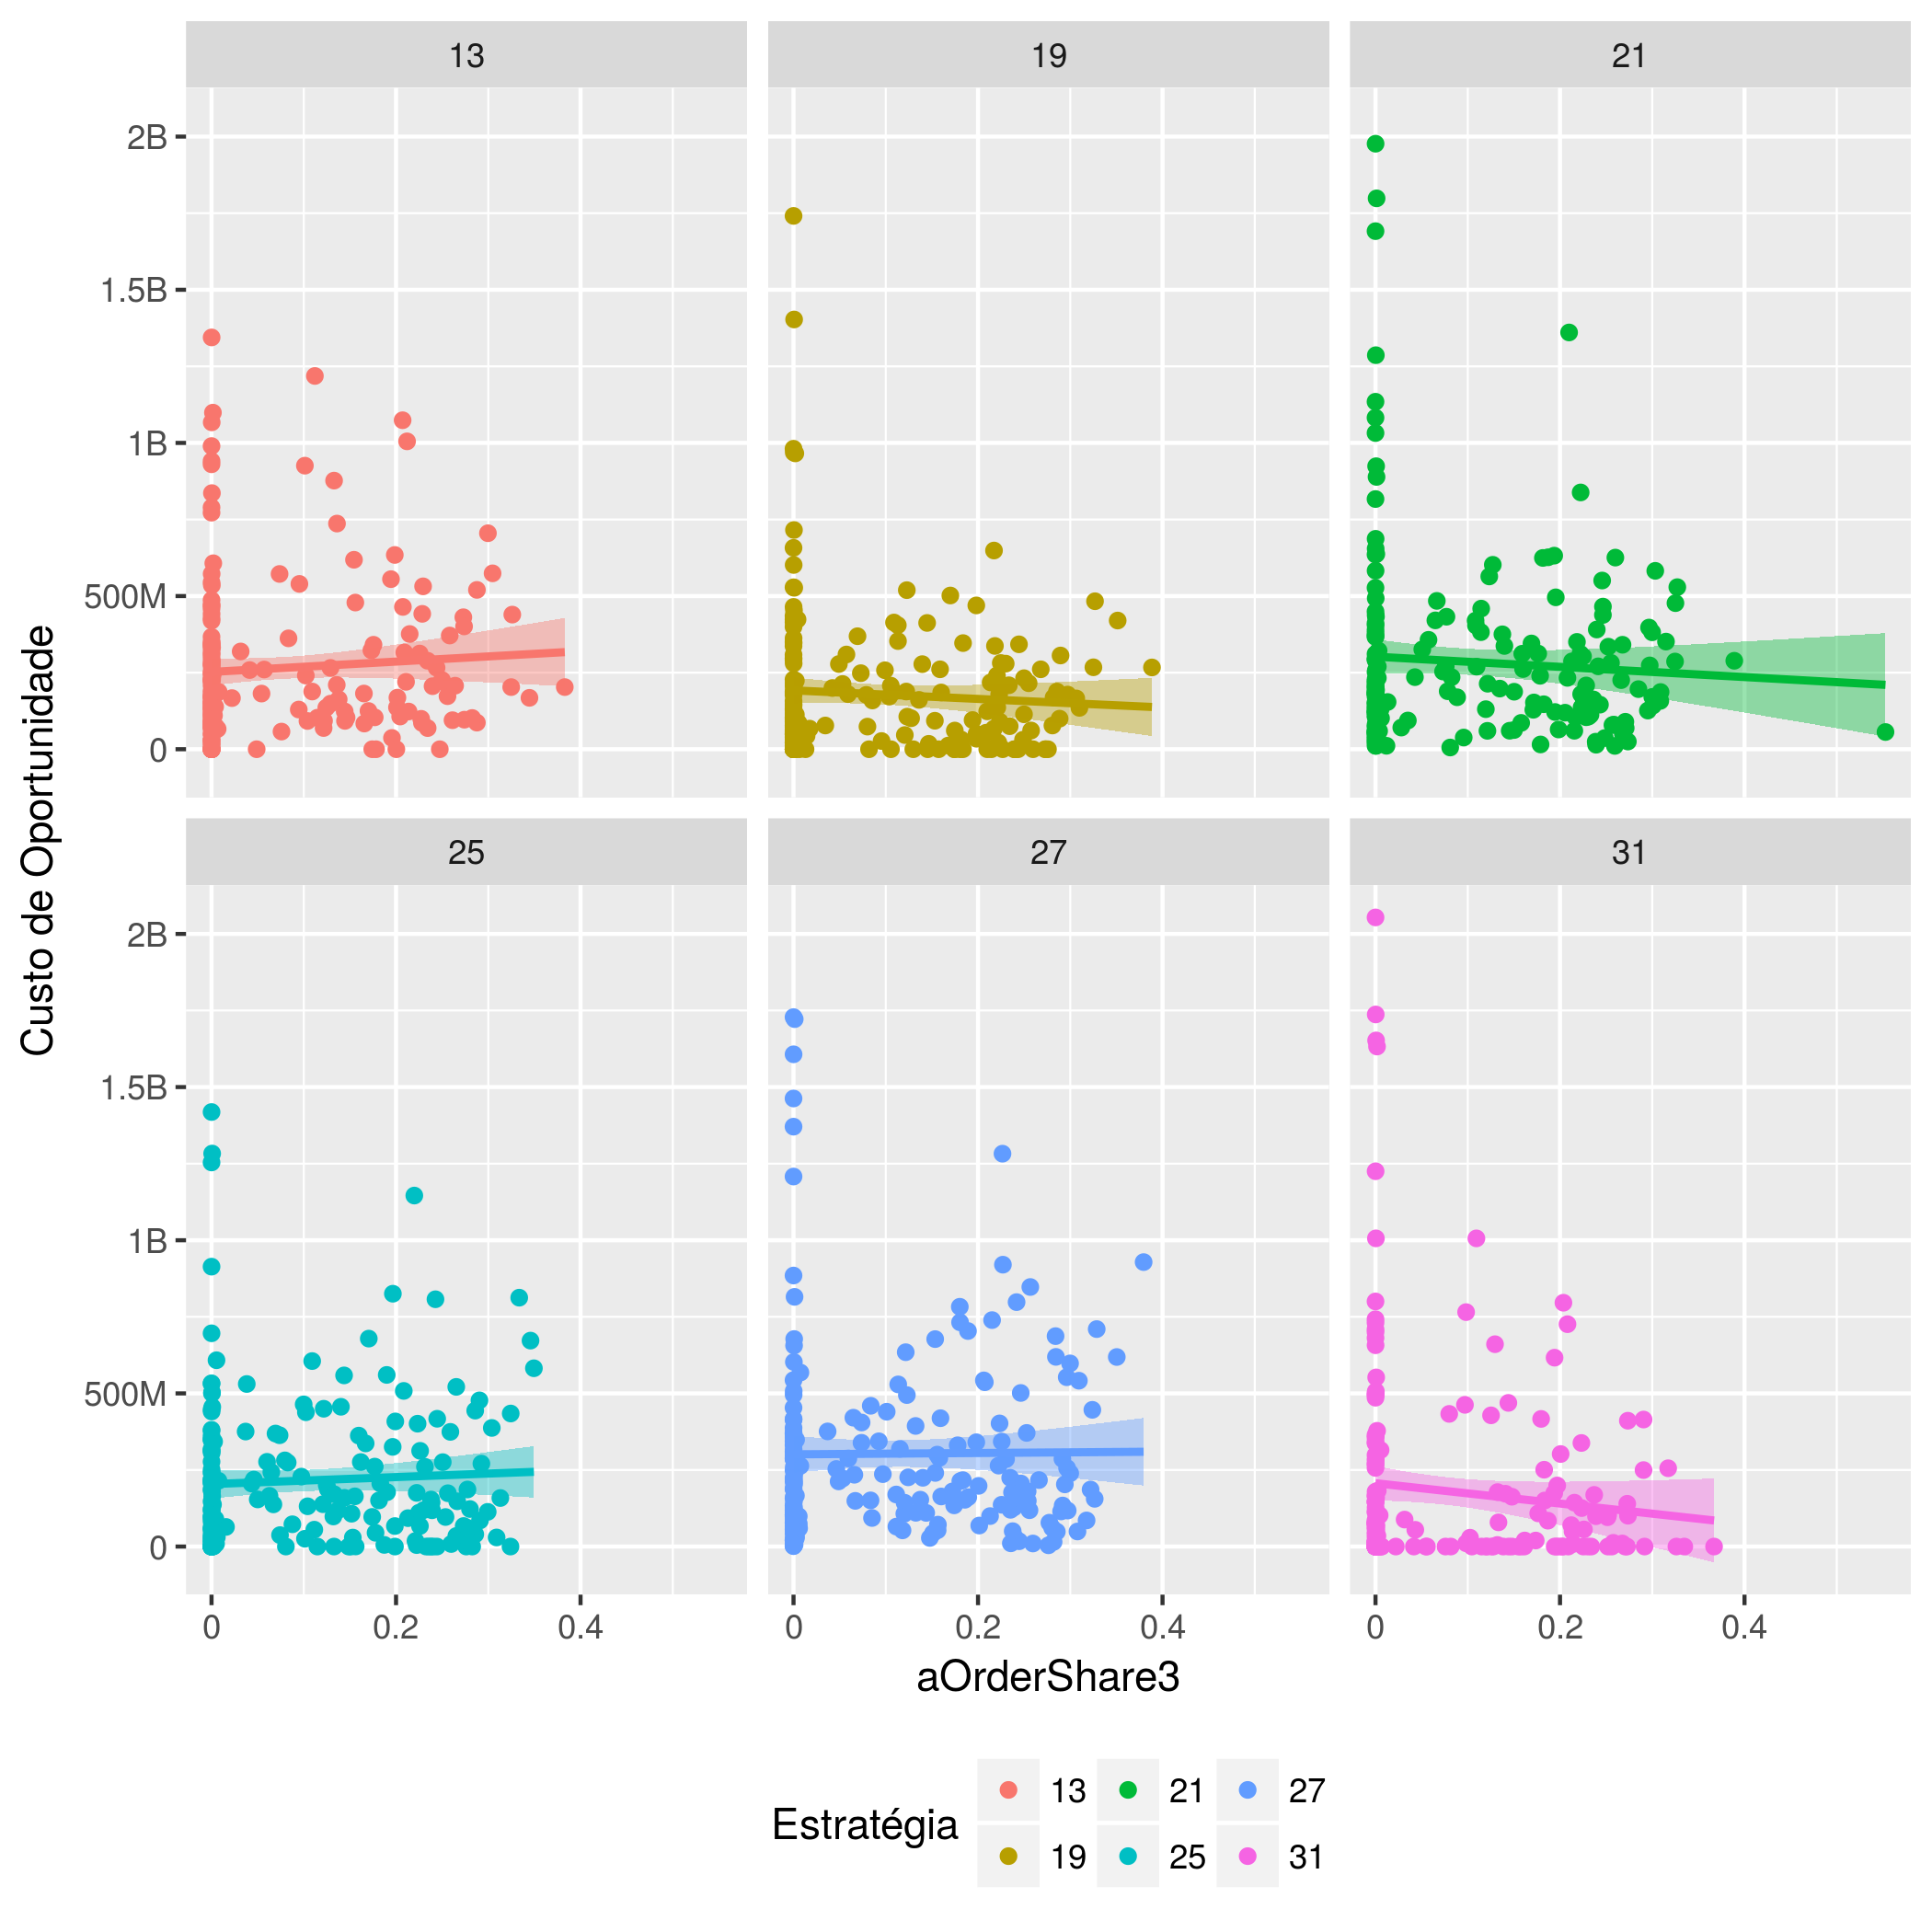 13 19 21
2B
1.5B
1B
500M
0
25 27 31
2B
1.5B
1B
500M
0
Custo de Oportunidade
0 0.2 0.4 0 0.2 0.4 0 0.2 0.4
aOrderShare3
Estratégia
13 21 27
19 25 31